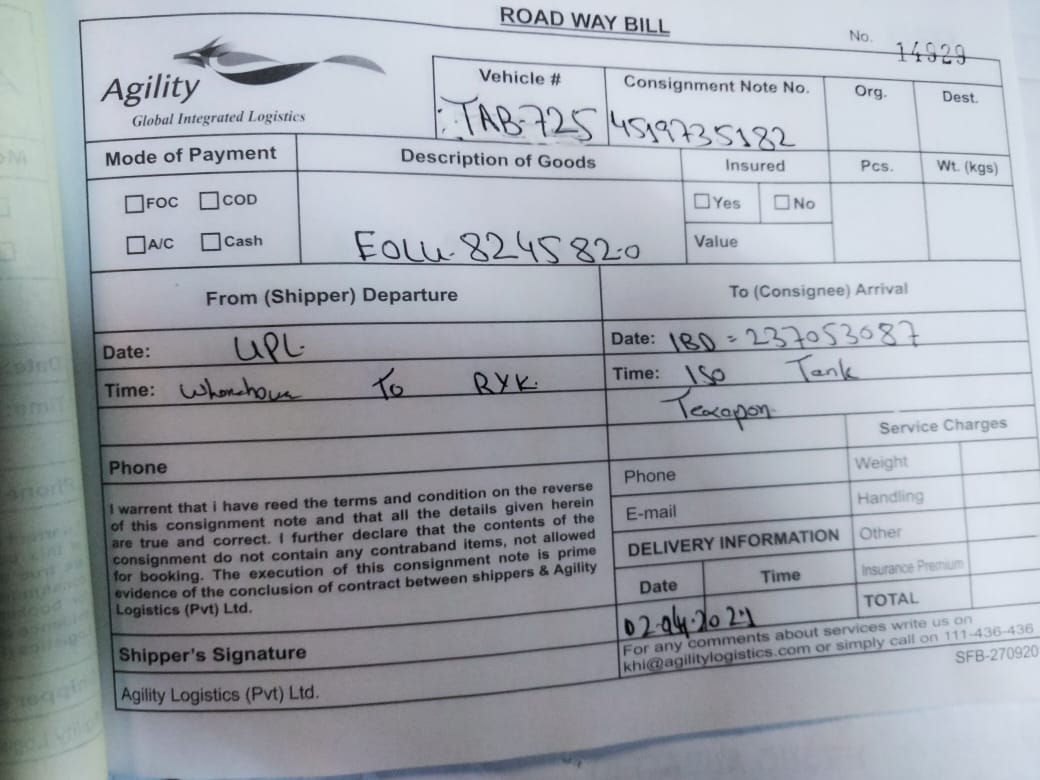 ROAD WAY BILL
No. 14929
Agility
Global Integrated Logistics
Vehicle # Consignment Note No. Org. Dest.
TAB-725 4519735182
Mode of Payment Description of Goods Insured Pcs. Wt. (kgs)
FOC COD Yes No
A/C Cash EOLU-8245820 Value
From (Shipper) Departure To (Consignee) Arrival
Date: UPL Date: IBD = 237053087
Time: To RYK. Time: ISO Tank
Texapon
Service Charges
Phone Phone Weight
E-mail Handling
DELIVERY INFORMATION Other
Date Time Insurance Premium
TOTAL
I warrent that i have reed the terms and condition on the reverse
of this consignment note and that all the details given herein
are true and correct. I further declare that the contents of the
consignment do not contain any contraband items, not allowed
for booking. The execution of this consignment note is prime
evidence of the conclusion of contract between shippers & Agility
Logistics (Pvt) Ltd.
02-04-2021
Shipper's Signature
For any comments about services write us on
khi@agilitylogistics.com or simply call on 111-436-436
Agility Logistics (Pvt) Ltd. SFB-270920